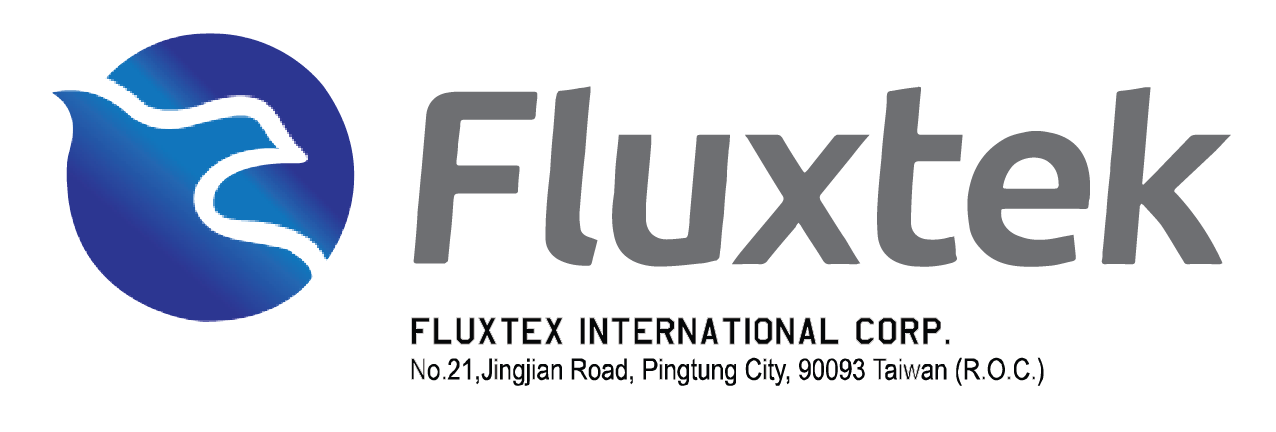 Fluxtek
FLUXTEX INTERNATIONAL CORP.
No.21,Jingjian Road, Pingtung City, 90093 Taiwan (R.O.C.)